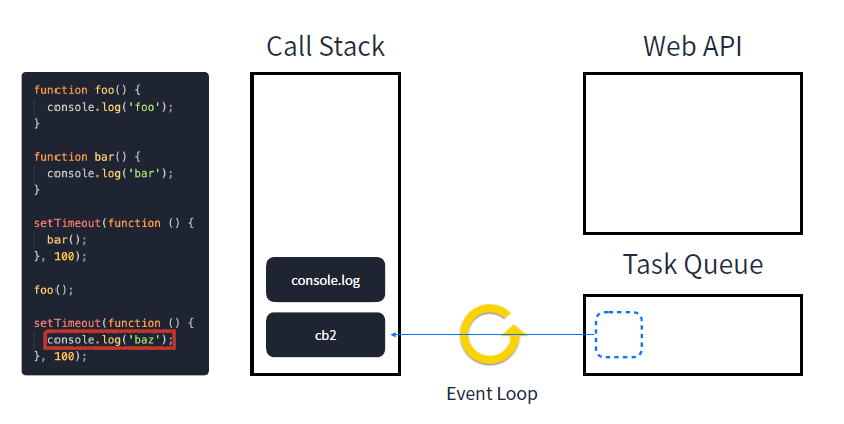 Call Stack
Web API
function foo() {
  console.log('foo');
}
function bar() {
  console.log('bar');
}
setTimeout(function () {
  bar();
}, 100);
foo();
setTimeout(function () {
  console.log('baz');
}, 100);
console.log
cb2
Task Queue
Event Loop